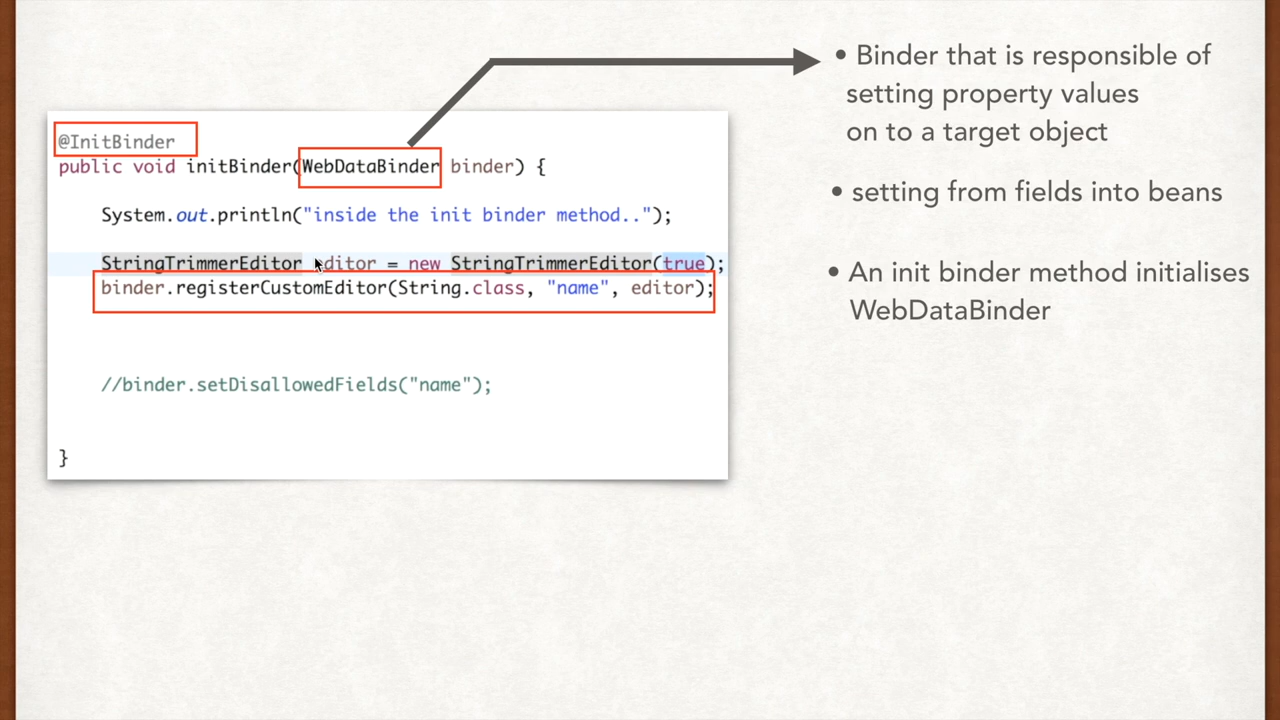 @InitBinder
public void initBinder(WebDataBinder binder) {
System.out.println("inside the init binder method..");
StringTrimmerEditor editor = new StringTrimmerEditor(true);
binder.registerCustomEditor(String.class, "name", editor);
//binder.setDisallowedFields("name");
}
• Binder that is responsible of
setting property values
on to a target object
• setting from fields into beans
• An init binder method initialises
WebDataBinder